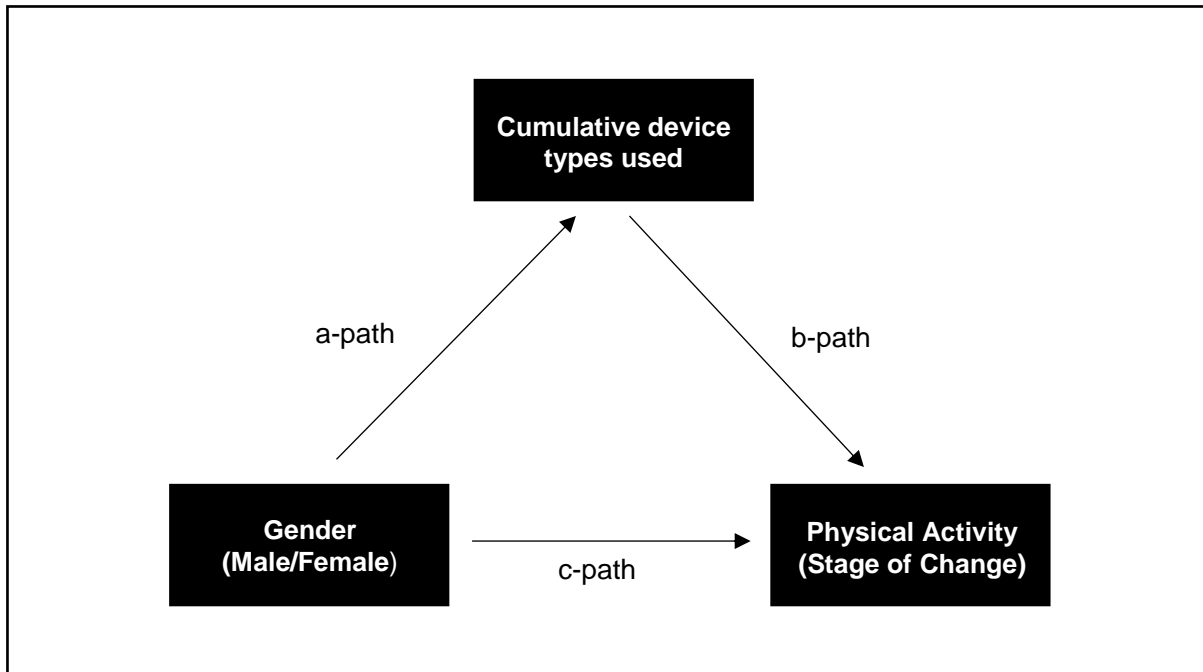 Cumulative device
types used
a-path
b-path
Gender
(Male/Female)
c-path
Physical Activity
(Stage of Change)